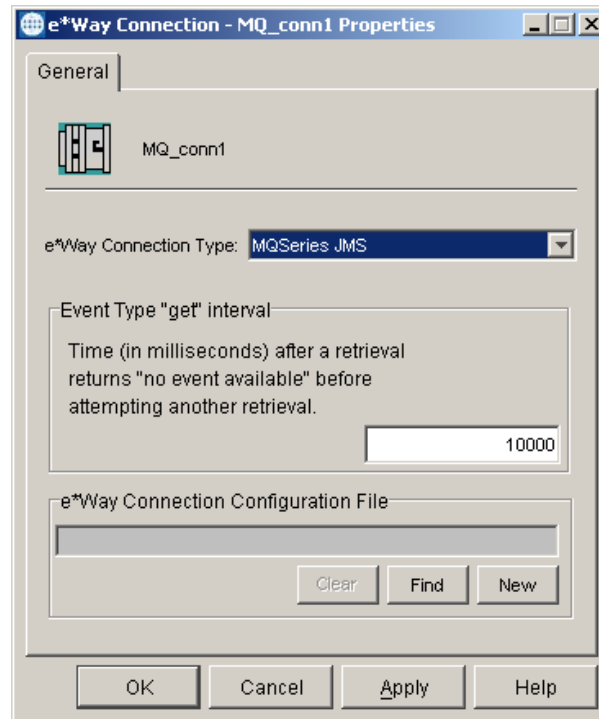 e*Way Connection - MQ_conn1 Properties
General
MQ_conn1
e*Way Connection Type: MQSeries JMS
Event Type "get" interval
Time (in milliseconds) after a retrieval
returns "no event available" before
attempting another retrieval.
10000
e*Way Connection Configuration File
Clear Find New
OK Cancel Apply Help